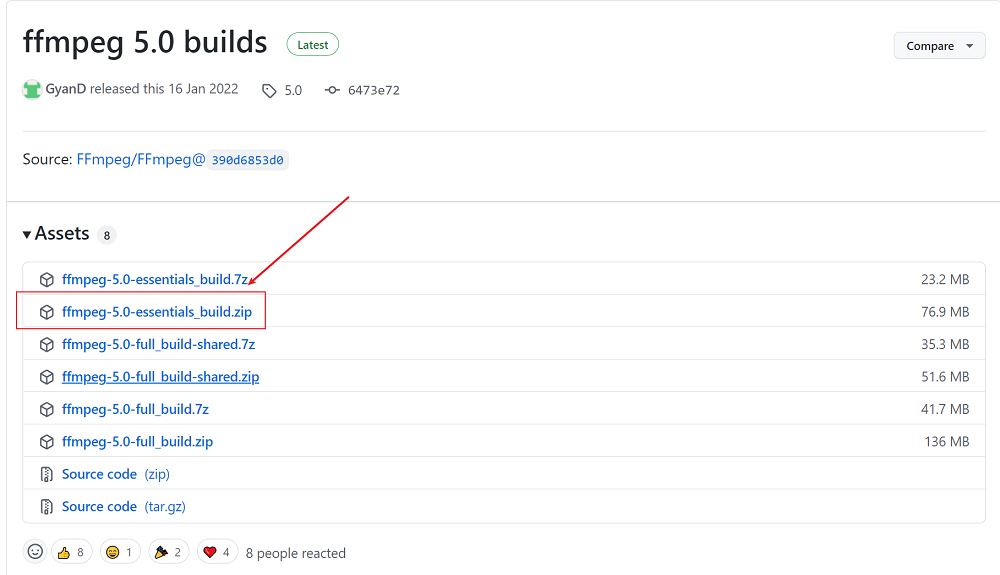 ffmpeg 5.0 builds Latest
Compare
GyanD released this 16 Jan 2022 5.0 6473e72
Source: FFmpeg/FFmpeg@ 390d6853d0
Assets 8
ffmpeg-5.0-essentials_build.7z 23.2 MB
ffmpeg-5.0-essentials_build.zip 76.9 MB
ffmpeg-5.0-full_build-shared.7z 35.3 MB
ffmpeg-5.0-full_build-shared.zip 51.6 MB
ffmpeg-5.0-full_build.7z 41.7 MB
ffmpeg-5.0-full_build.zip 136 MB
Source code (zip)
Source code (tar.gz)
8 1 2 4 8 people reacted